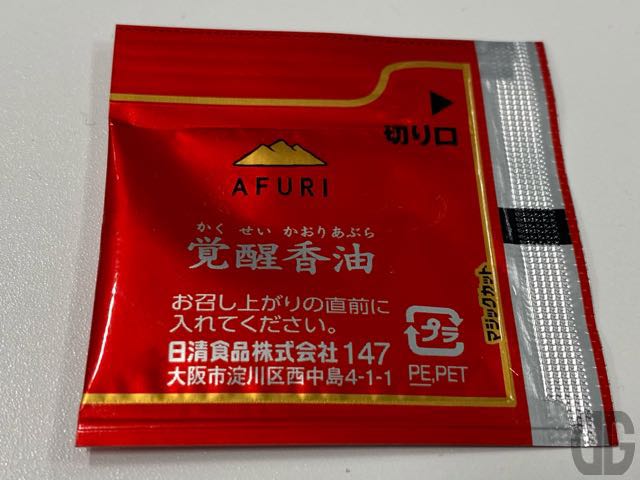 切り口
AFURI
かく せい かおりあぶら
覚醒香油
お召し上がりの直前に
入れてください。
日清食品株式会社 147
大阪市淀川区西中島4-1-1
プラ
PE,PET
マジックカット
DG